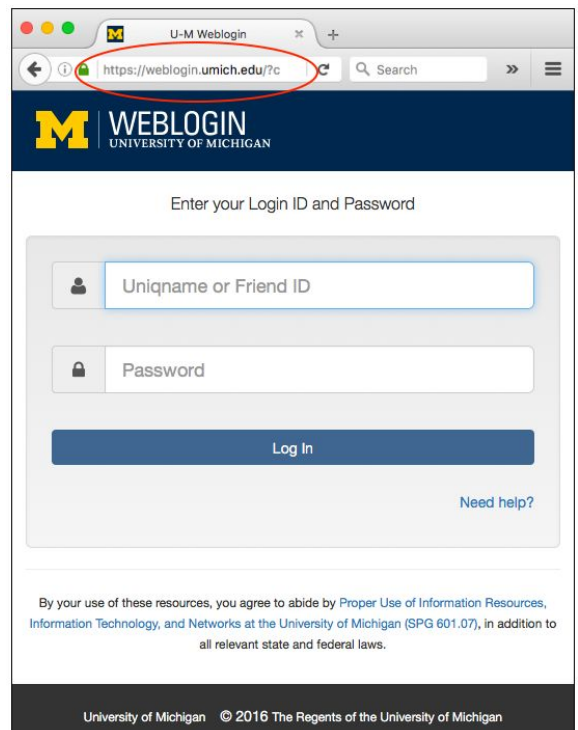 U-M Weblogin
https://weblogin.umich.edu/?c
Search
M WEBLOGIN
UNIVERSITY OF MICHIGAN
Enter your Login ID and Password
Uniqname or Friend ID
Password
Log In
Need help?
By your use of these resources, you agree to abide by Proper Use of Information Resources,
Information Technology, and Networks at the University of Michigan (SPG 601.07), in addition to
all relevant state and federal laws.
University of Michigan © 2016 The Regents of the University of Michigan